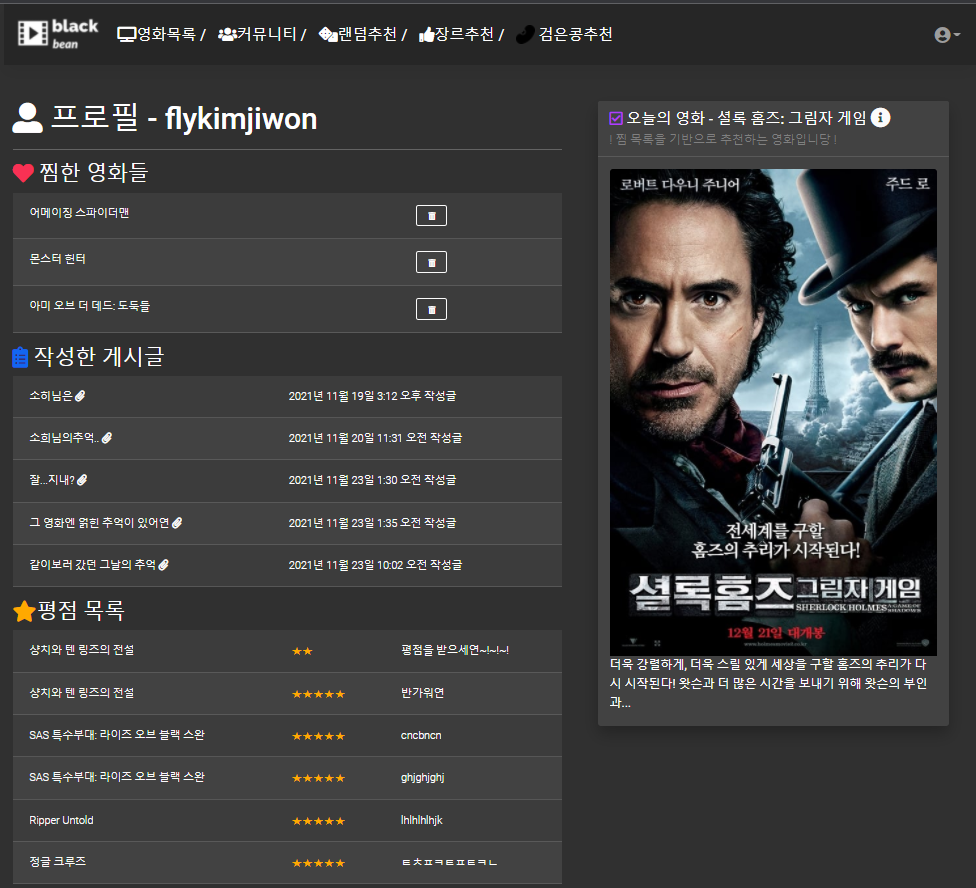 black
bean
영화목록 / 커뮤니티 / 랜덤추천 / 장르추천 / 검은콩추천
프로필 - flykimjiwon
찜한 영화들
어메이징 스파이더맨
몬스터 헌터
아미 오브 더 데드: 도둑들
작성한 게시글
소히님은 2021년 11월 19일 3:12 오후 작성글
소희님의추억.. 2021년 11월 20일 11:31 오전 작성글
잘...지내? 2021년 11월 23일 1:30 오전 작성글
그 영화엔 얽힌 추억이 있어연 2021년 11월 23일 1:35 오전 작성글
같이보러 갔던 그날의 추억 2021년 11월 23일 10:02 오전 작성글
평점 목록
샹치와 텐 링즈의 전설 ★★ 평점을 받으세연~!~!~!
샹치와 텐 링즈의 전설 ★★★★★ 반가워연
SAS 특수부대: 라이즈 오브 블랙 스완 ★★★★★ cncbncn
SAS 특수부대: 라이즈 오브 블랙 스완 ★★★★★ ghjghjghj
Ripper Untold ★★★★★ lhlhlhlhjk
정글 크루즈 ★★★★★ ㅌㅊㅍㅋㅌㅍㅌㅋㄴ
오늘의 영화 - 셜록 홈즈: 그림자 게임
! 찜 목록을 기반으로 추천하는 영화입니당 !
로버트 다우니 주니어 주드 로
전세계를 구할
홈즈의 추리가 시작된다!
셜록홈즈 그림자 게임
SHERLOCK HOLMES A GAME OF SHADOWS
12월 21일 대개봉
더욱 강렬하게, 더욱 스릴 있게 세상을 구할 홈즈의 추리가 다
시 시작된다! 왓슨과 더 많은 시간을 보내기 위해 왓슨의 부인
과...